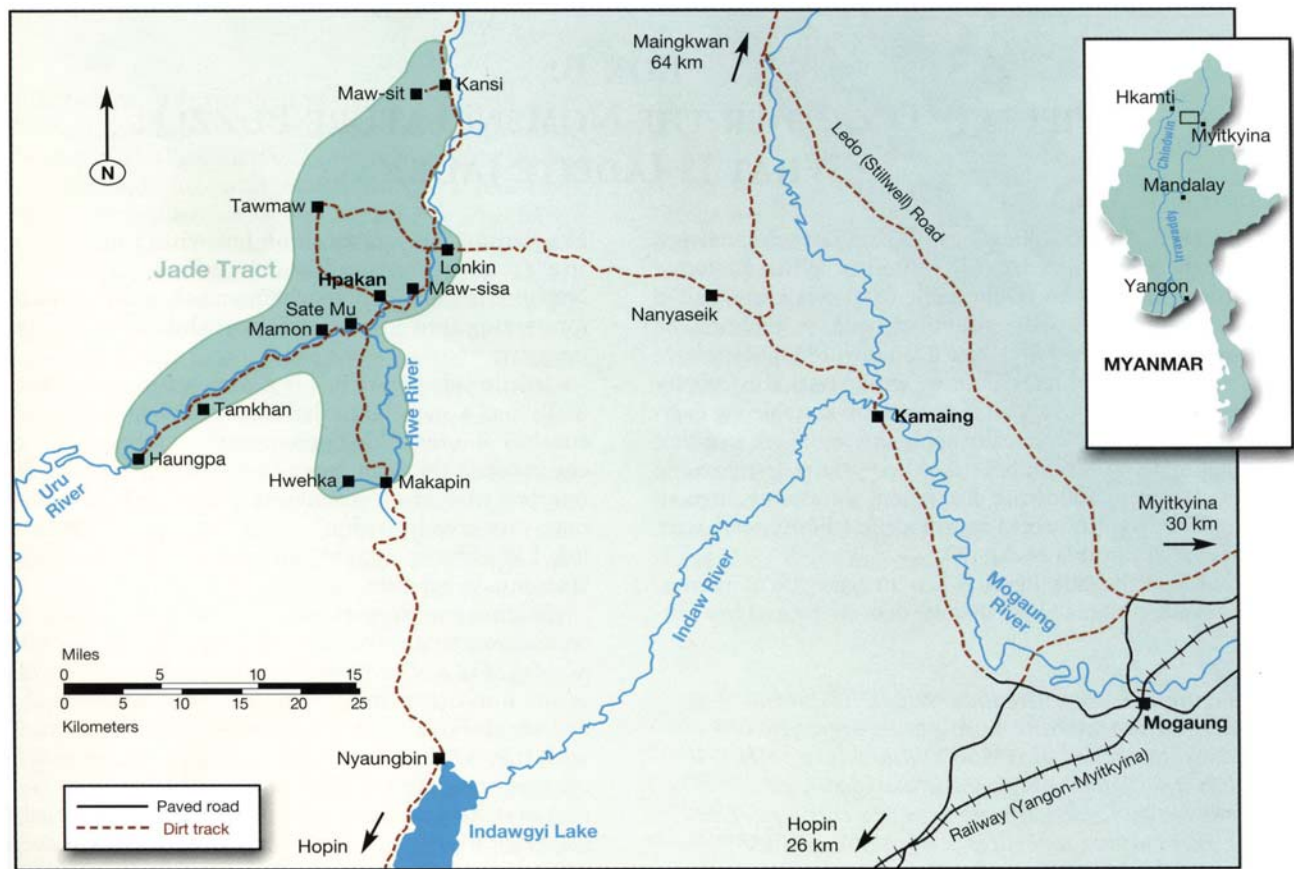 Maingkwan
64 km
Kansi
Maw-sit
N
Tawmaw
Ledo (Stillwell) Road
Jade Tract
Lonkin
Hpakan
Maw-sisa
Nanyaseik
Sate Mu
Mamon
Hwe River
Tamkhan
Kamaing
Haungpa
Uru
River
Hwehka
Makapin
Indaw River
Mogaung
River
Myitkyina
30 km
Miles
0 5 10 15
0 5 10 15 20 25
Kilometers
Mogaung
Nyaungbin
Railway (Yangon-Myitkyina)
Paved road
Dirt track
Hopin
Indawgyi Lake
Hopin
26 km
Hkamti
Myitkyina
Chindwin
Mandalay
Irrawaddy
Yangon
MYANMAR